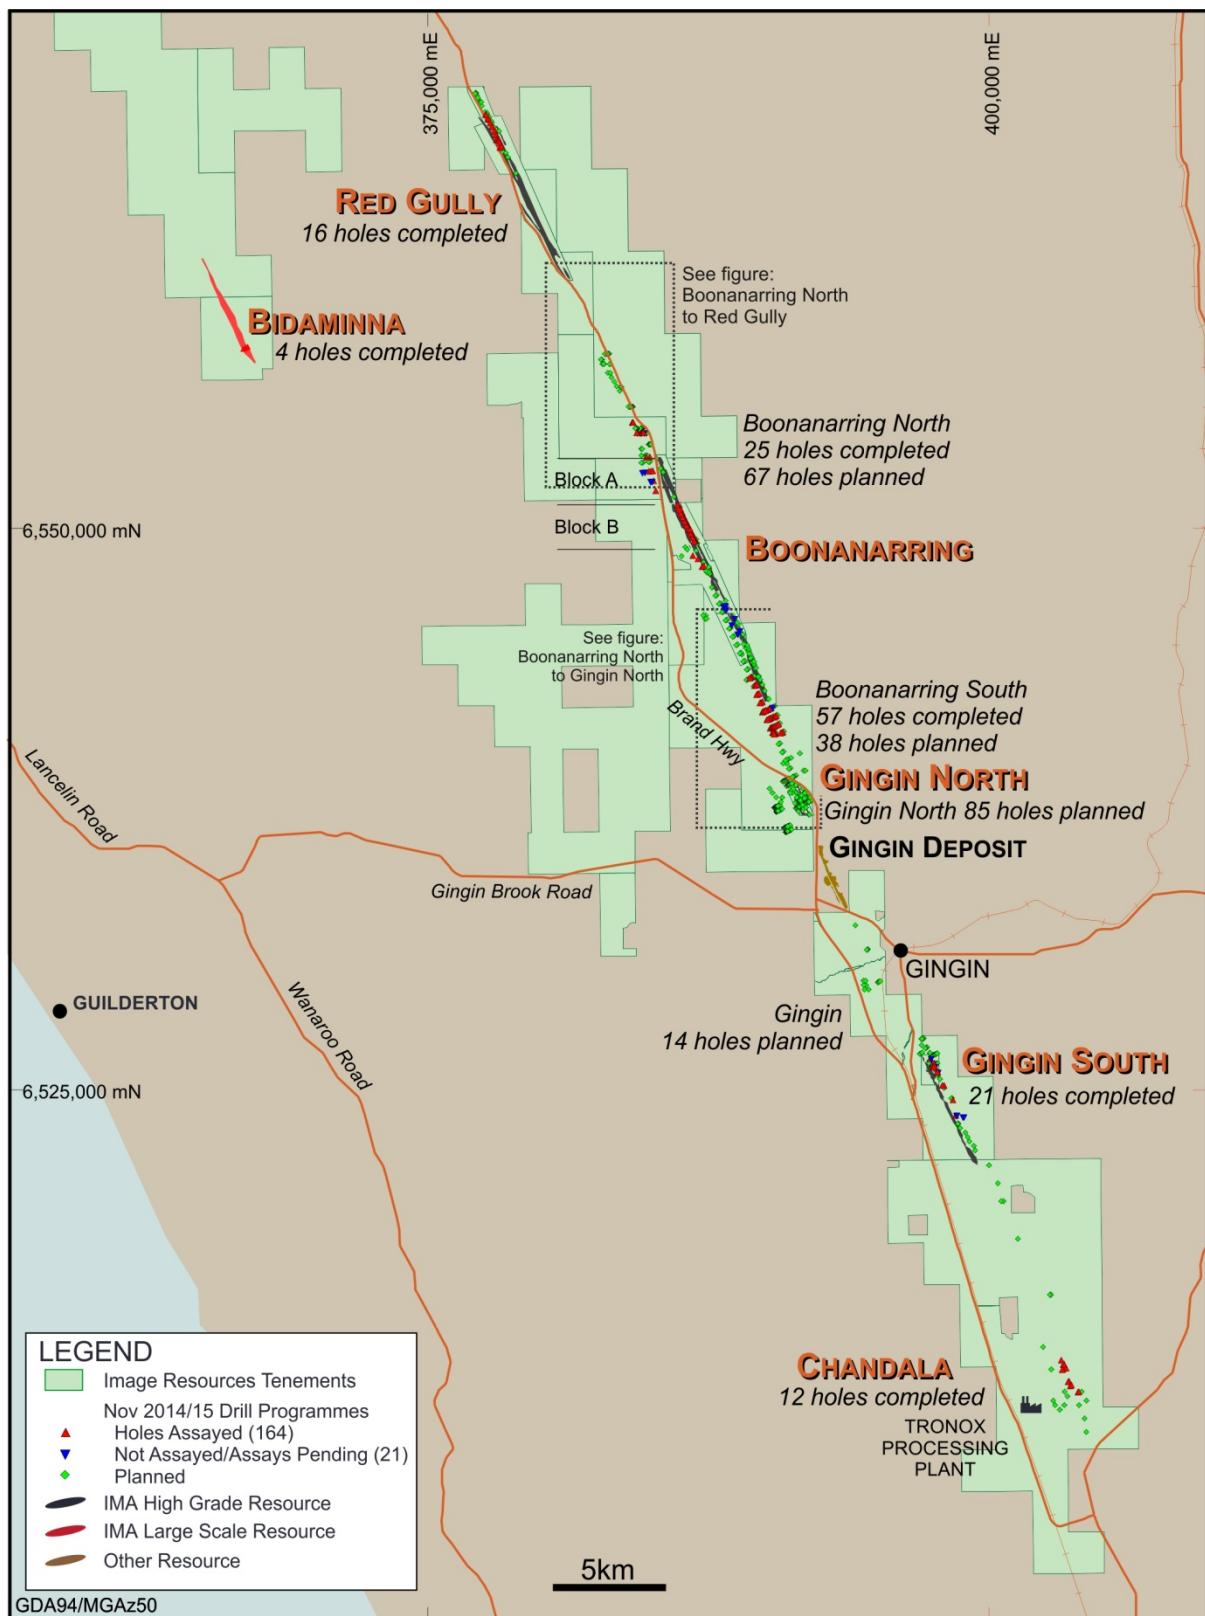 375,000 mE
400,000 mE
RED GULLY
16 holes completed
See figure:
Boonanarring North
to Red Gully
BIDAMINNA
4 holes completed
Boonanarring North
25 holes completed
67 holes planned
Block A
6,550,000 mN
Block B
BOONANARRING
See figure:
Boonanarring North
to Gingin North
Boonanarring South
57 holes completed
38 holes planned
Brand Hwy
Lancelin Road
GINGIN NORTH
Gingin North 85 holes planned
GINGIN DEPOSIT
Gingin Brook Road
GINGIN
GUILDERTON
Wanaroo Road
Gingin
14 holes planned
GINGIN SOUTH
21 holes completed
6,525,000 mN
CHANDALA
12 holes completed
TRONOX
PROCESSING
PLANT
LEGEND
Image Resources Tenements
Nov 2014/15 Drill Programmes
Holes Assayed (164)
Not Assayed/Assays Pending (21)
Planned
IMA High Grade Resource
IMA Large Scale Resource
Other Resource
5km
GDA94/MGAz50